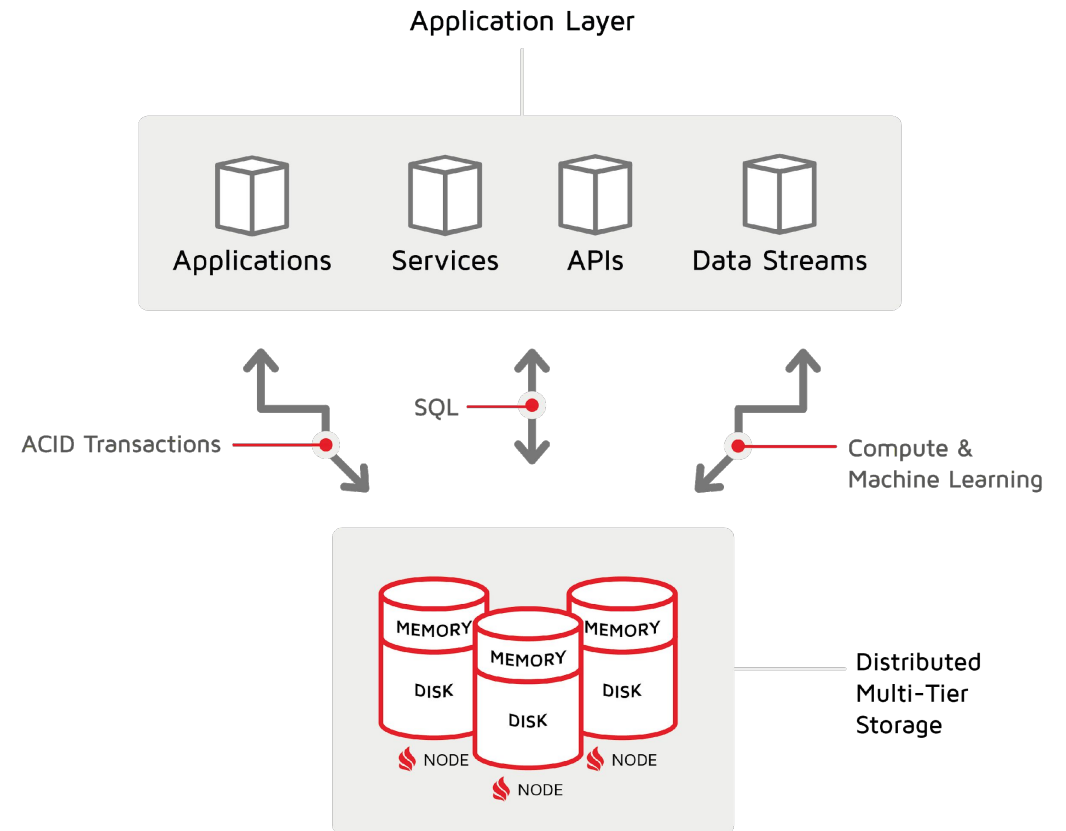 Application Layer
Applications
Services
APIs
Data Streams
SQL
ACID Transactions
Compute &
Machine Learning
MEMORY
DISK
NODE
MEMORY
DISK
NODE
MEMORY
DISK
NODE
Distributed
Multi-Tier
Storage